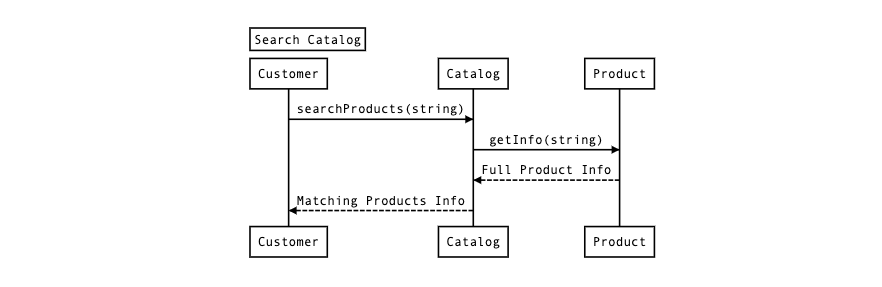 Search Catalog
Customer Catalog Product
searchProducts(string)
getInfo(string)
Full Product Info
Matching Products Info
Customer Catalog Product